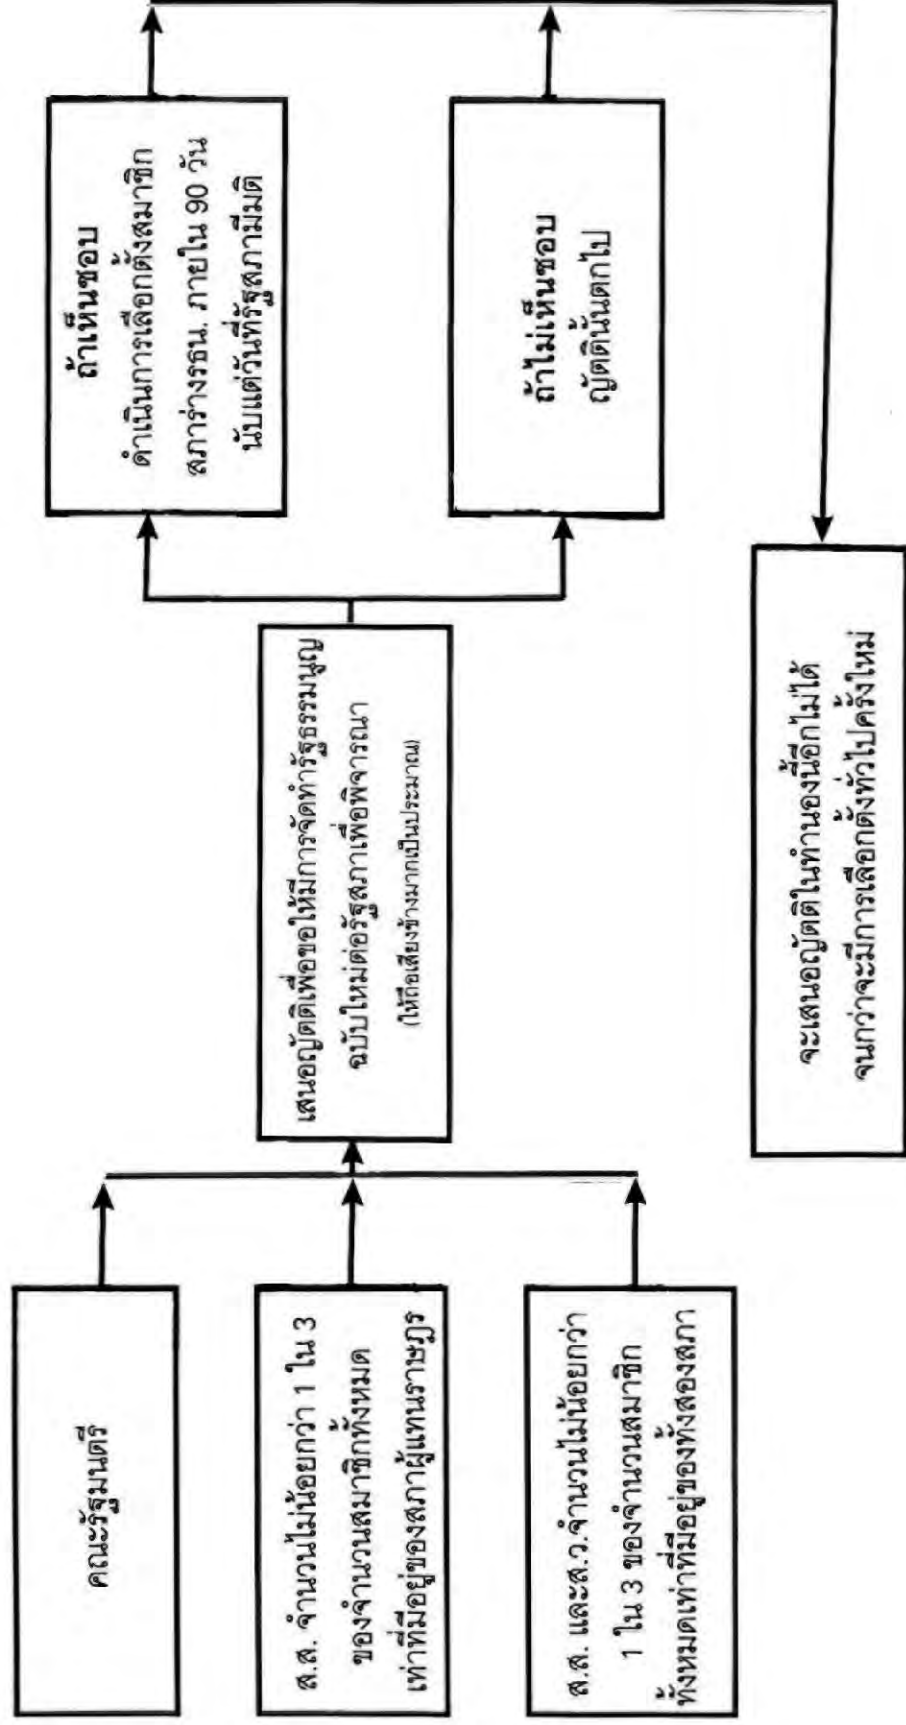 คณะรัฐมนตรี
ส.ส. จำนวนไม่น้อยกว่า 1 ใน 3
ของจำนวนสมาชิกทั้งหมด
เท่าที่มีอยู่ของสภาผู้แทนราษฎร
ส.ส. และส.ว.จำนวนไม่น้อยกว่า
1 ใน 3 ของจำนวนสมาชิก
ทั้งหมดเท่าที่มีอยู่ของทั้งสองสภา
เสนอญัตติเพื่อขอให้มีการจัดทำรัฐธรรมนูญ
ฉบับใหม่ต่อรัฐสภาเพื่อพิจารณา
(ให้ถือเสียงข้างมากเป็นประมาณ)
ถ้าเห็นชอบ
ดำเนินการเลือกตั้งสมาชิก
สภาร่างรธน. ภายใน 90 วัน
นับแต่วันที่รัฐสภามีมติ
ถ้าไม่เห็นชอบ
ญัตตินั้นตกไป
จะเสนอญัตติในทำนองนี้อีกไม่ได้
จนกว่าจะมีการเลือกตั้งทั่วไปครั้งใหม่